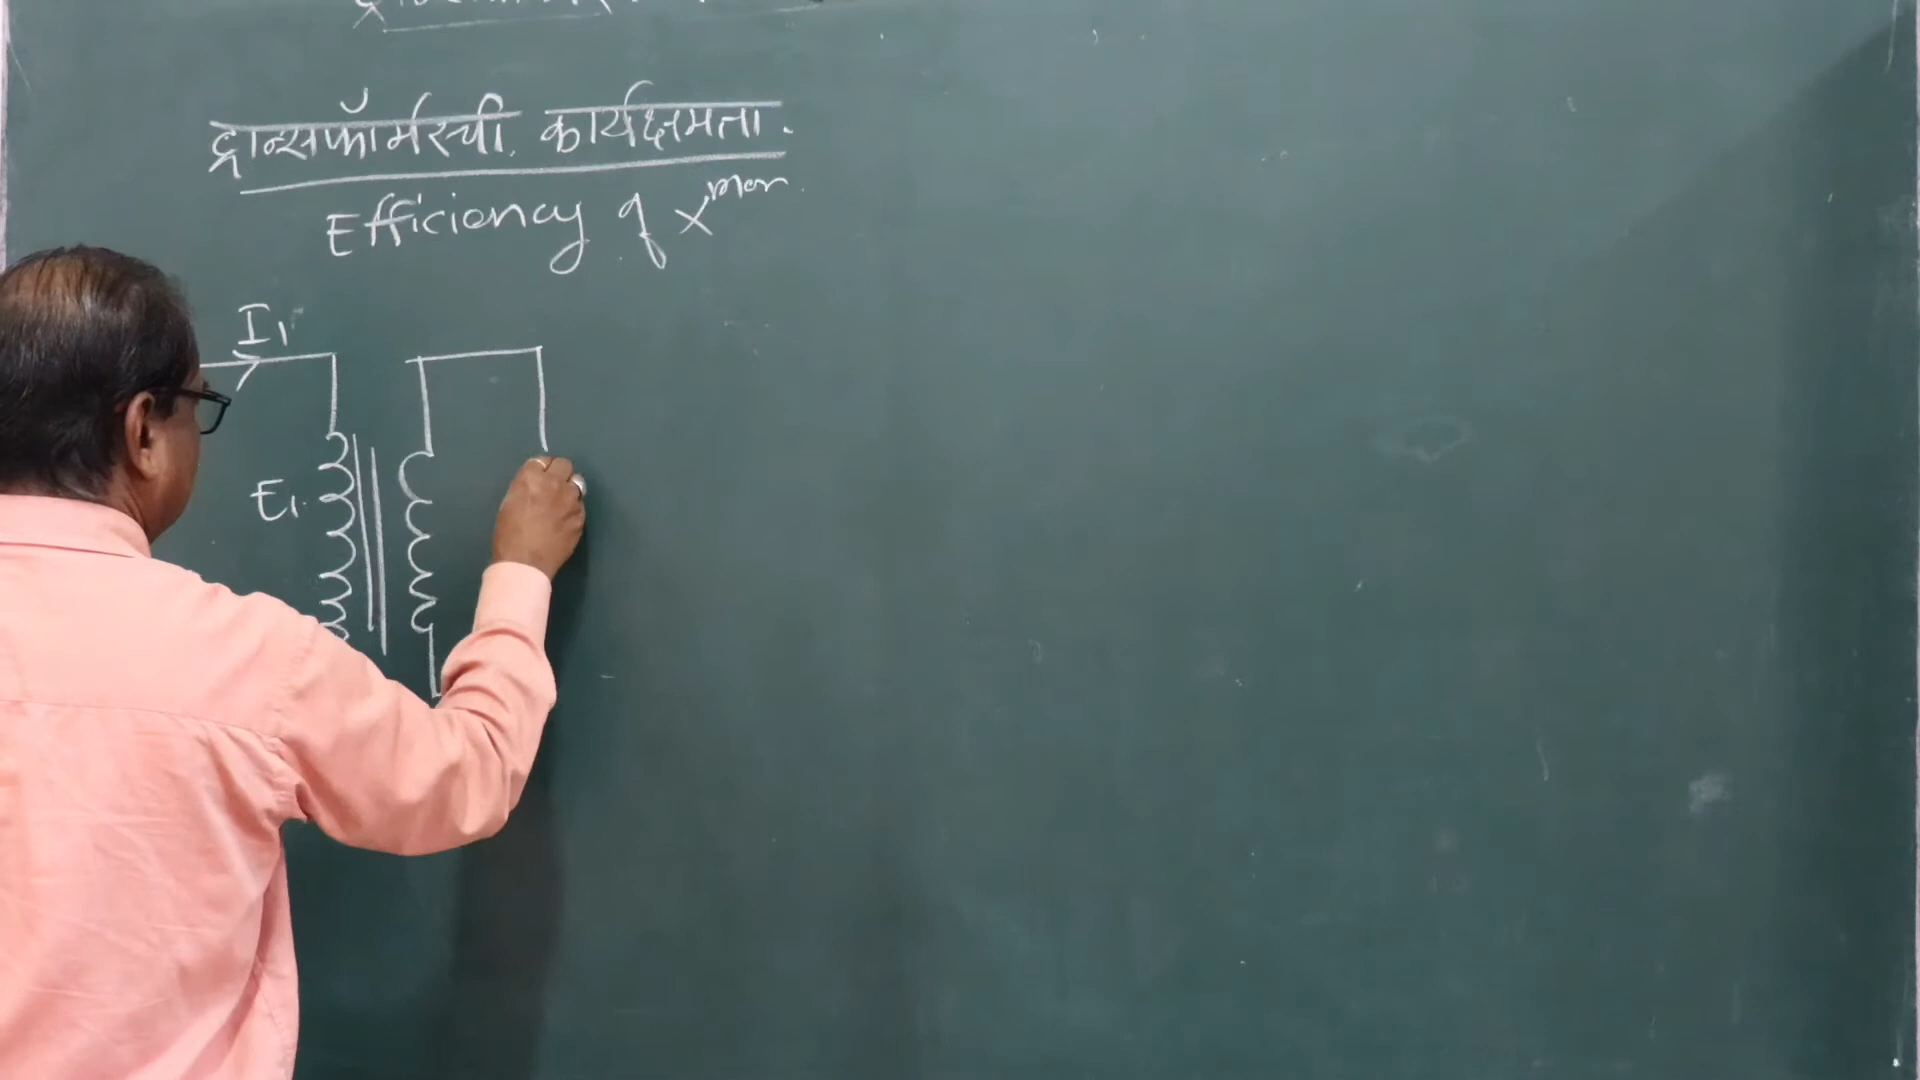 ट्रान्सफॉर्मरची कार्यक्षमता.
Efficiency of X^mer.
I₁
E₁.